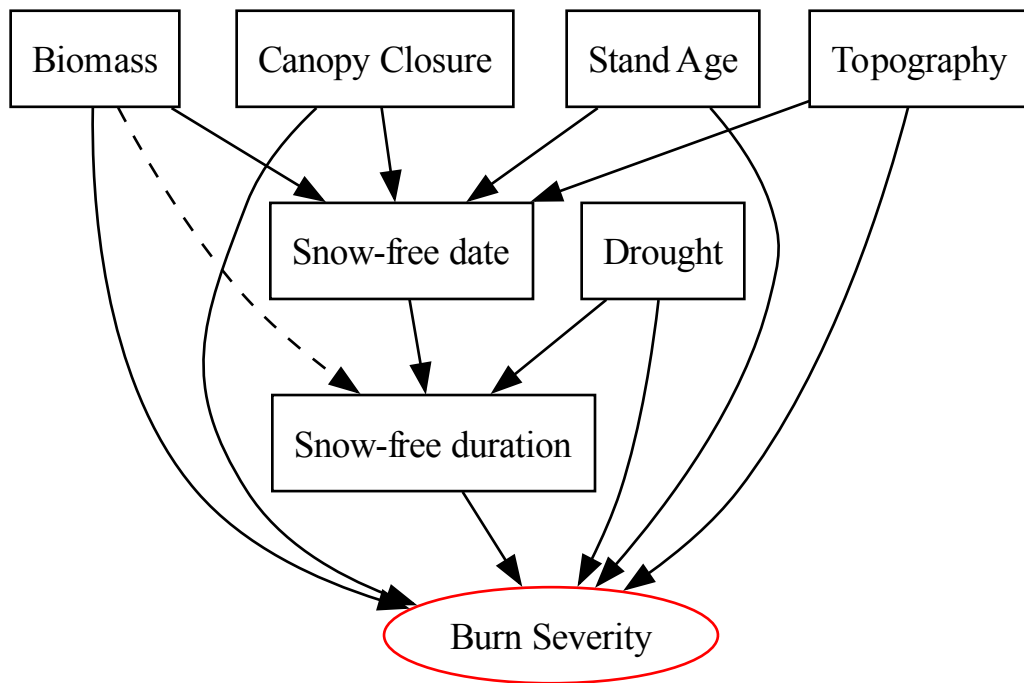 Biomass
Canopy Closure
Stand Age
Topography
Snow-free date
Drought
Snow-free duration
Burn Severity